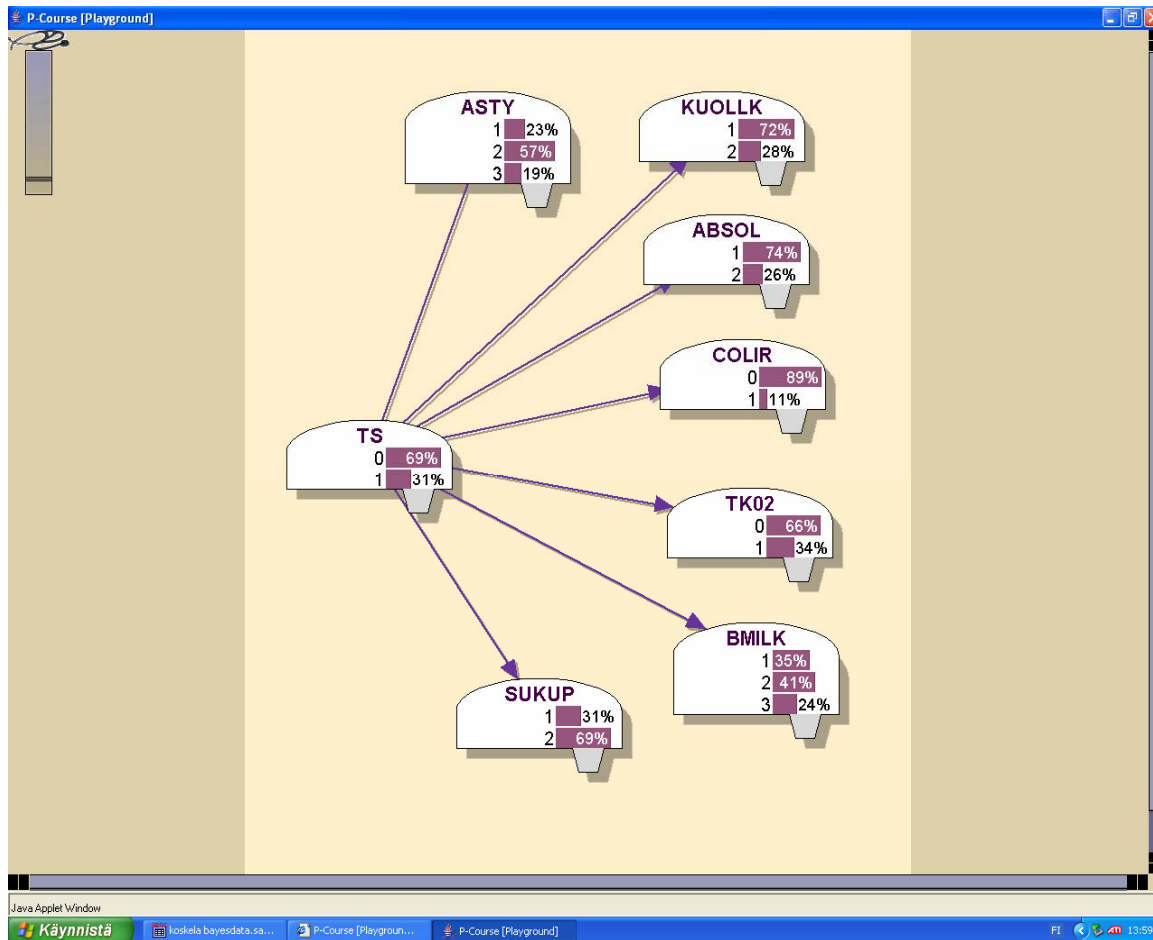 P-Course [Playground]
ASTY
1 23%
2 57%
3 19%
KUOLLK
1 72%
2 28%
ABSOL
1 74%
2 26%
COLIR
0 89%
1 11%
TS
0 69%
1 31%
TK02
0 66%
1 34%
BMILK
1 35%
2 41%
3 24%
SUKUP
1 31%
2 69%
Java Applet Window
Käynnistä
koskela bayesdata.sa...
P-Course [Playgroun...
P-Course [Playground]
FI
ATI
13:59